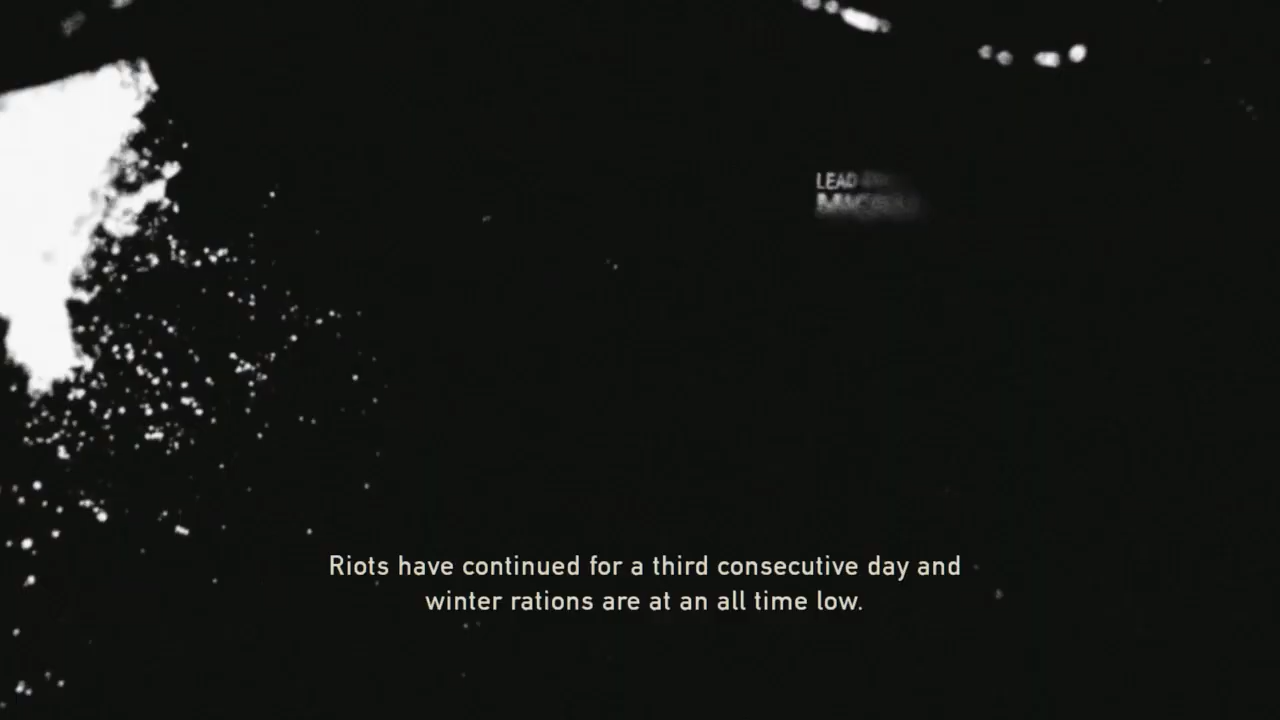 LEAD
Riots have continued for a third consecutive day and
winter rations are at an all time low.